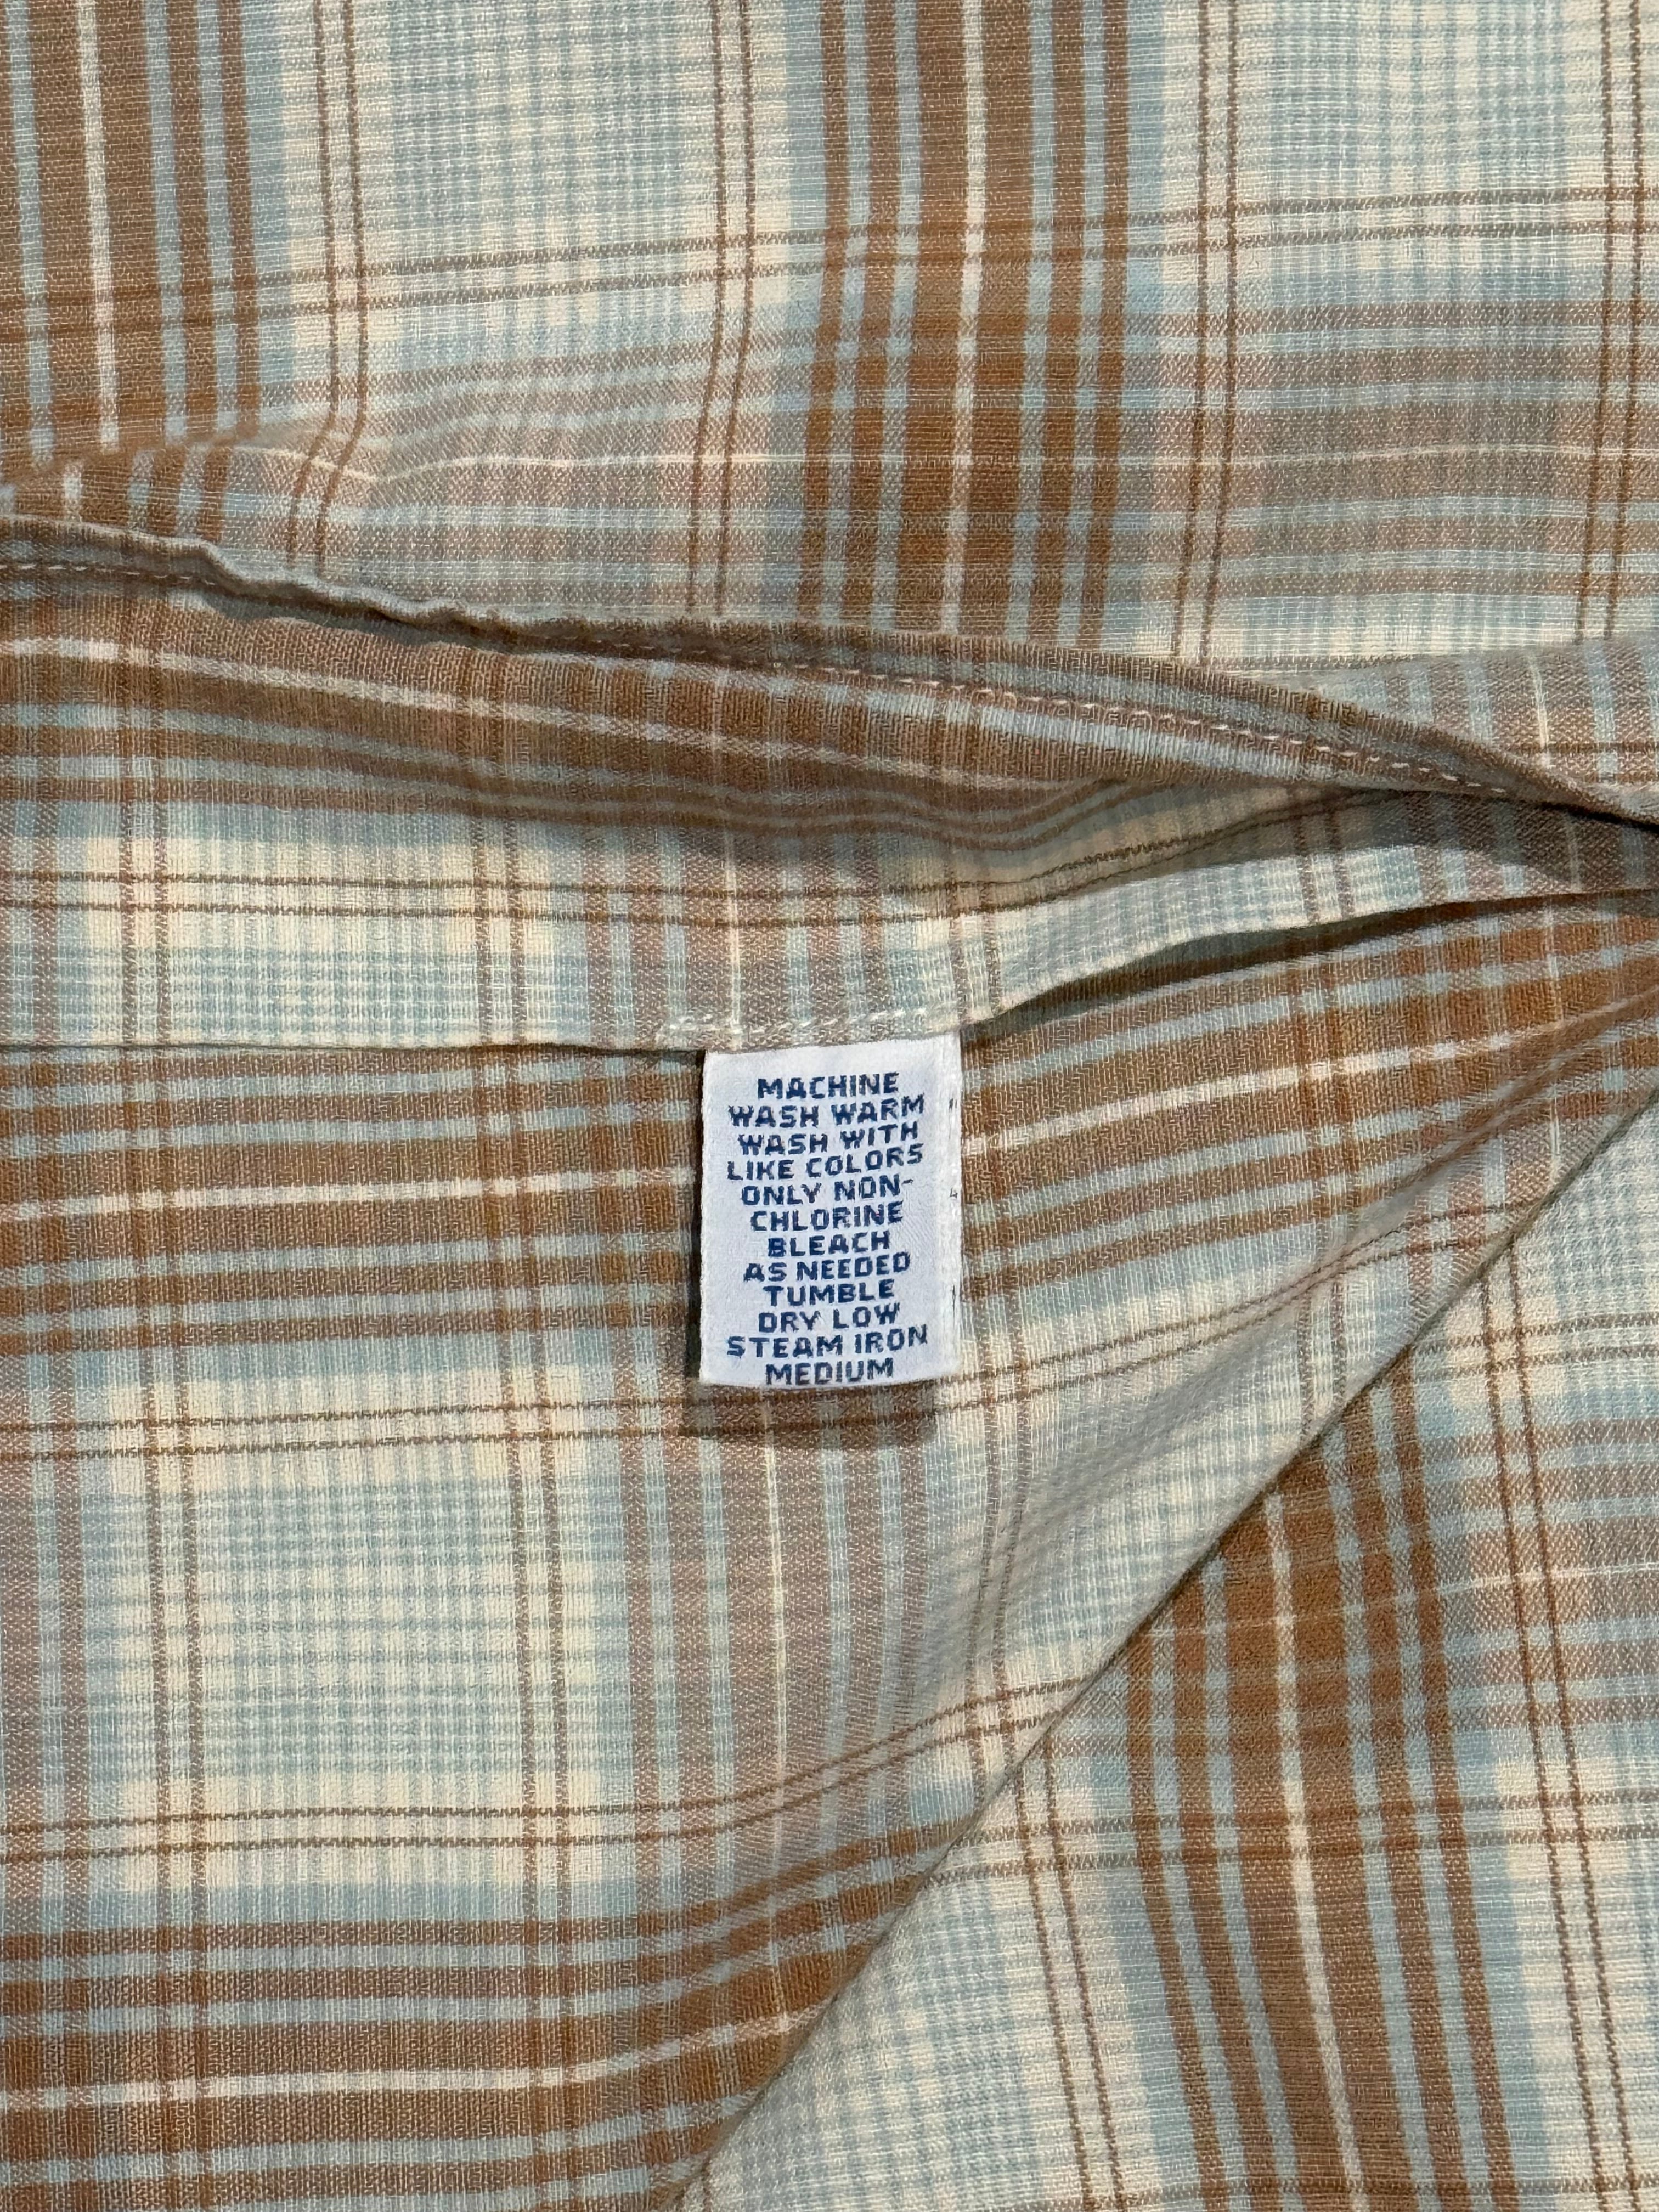 MACHINE
WASH WARM
WASH WITH
LIKE COLORS
ONLY NON-
CHLORINE
BLEACH
AS NEEDED
TUMBLE
DRY LOW
STEAM IRON
MEDIUM